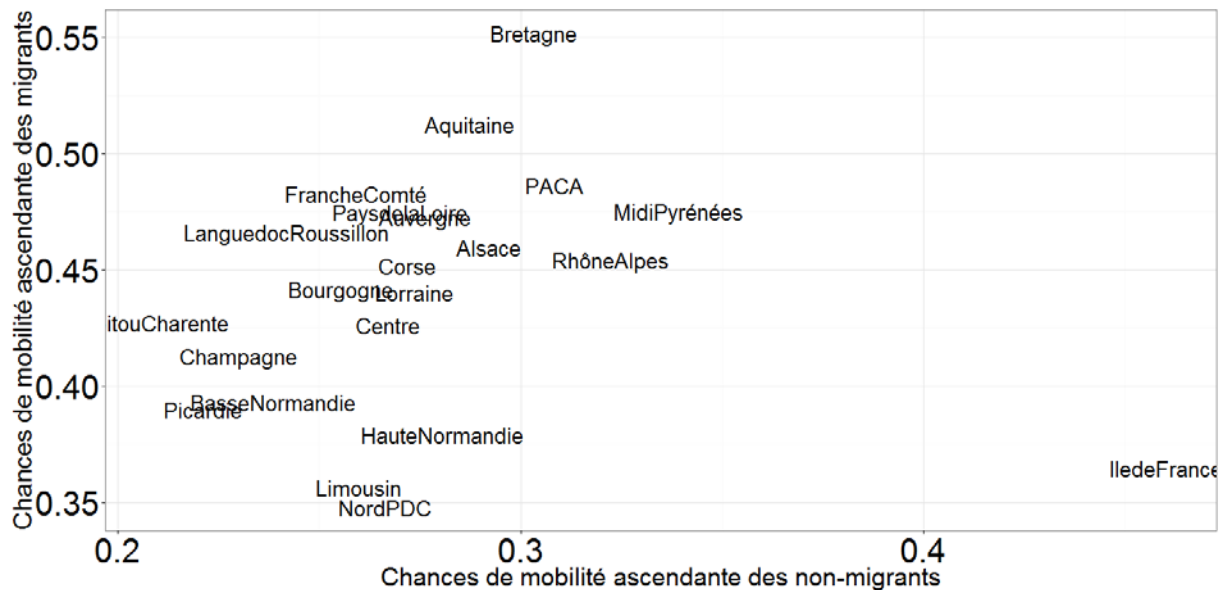 Chances de mobilité ascendante des migrants
0.55
0.50
0.45
0.40
0.35
Bretagne
Aquitaine
PACA
FrancheComté
PaysdelaLoire
Auvergne
MidiPyrénées
LanguedocRoussillon
Alsace
RhôneAlpes
Corse
Bourgogne
Lorraine
itouCharente
Centre
Champagne
BasseNormandie
Picardie
HauteNormandie
IledeFrance
Limousin
NordPDC
0.2
0.3
0.4
Chances de mobilité ascendante des non-migrants